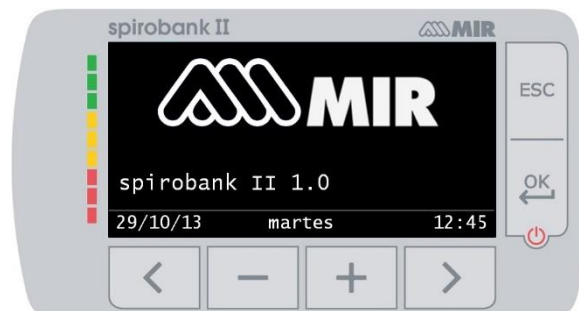 spirobank II MIR
MIR
ESC
spirobank II 1.0
OK
29/10/13 martes 12:45